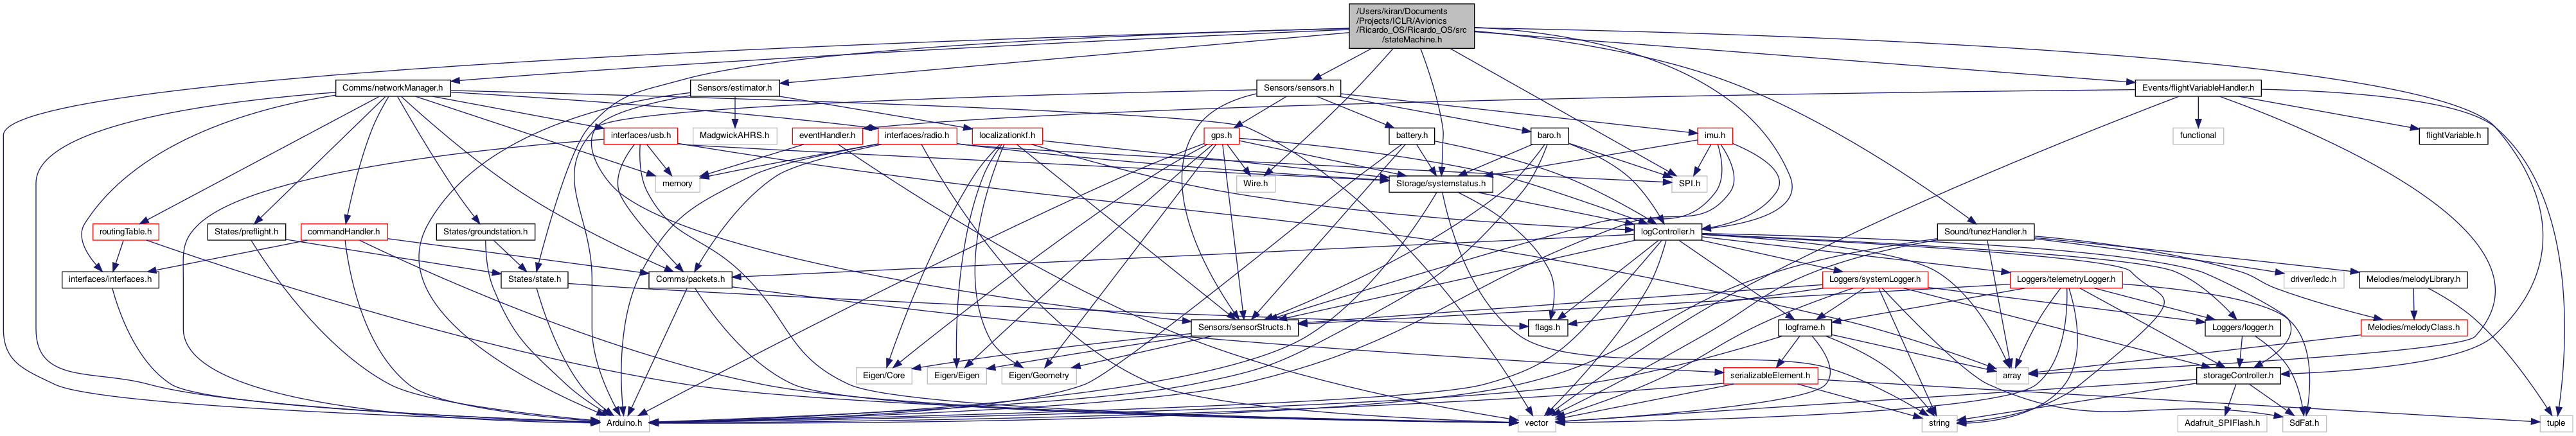 /Users/kiran/Documents
/Projects/ICLR/Avionics
/Ricardo_OS/Ricardo_OS/src
/stateMachine.h
Comms/networkManager.h
Sensors/estimator.h
Sensors/sensors.h
Events/flightVariableHandler.h
interfaces/usb.h
MadgwickAHRS.h
eventHandler.h
interfaces/radio.h
localizationkf.h
gps.h
battery.h
baro.h
imu.h
functional
flightVariable.h
memory
Wire.h
Storage/systemstatus.h
SPI.h
routingTable.h
States/preflight.h
commandHandler.h
States/groundstation.h
logController.h
Sound/tunezHandler.h
interfaces/interfaces.h
States/state.h
Comms/packets.h
Loggers/systemLogger.h
Loggers/telemetryLogger.h
driver/ledc.h
Melodies/melodyLibrary.h
Sensors/sensorStructs.h
flags.h
logframe.h
Loggers/logger.h
Melodies/melodyClass.h
Eigen/Core
Eigen/Eigen
Eigen/Geometry
serializableElement.h
array
storageController.h
Arduino.h
vector
string
Adafruit_SPIFlash.h
SdFat.h
tuple